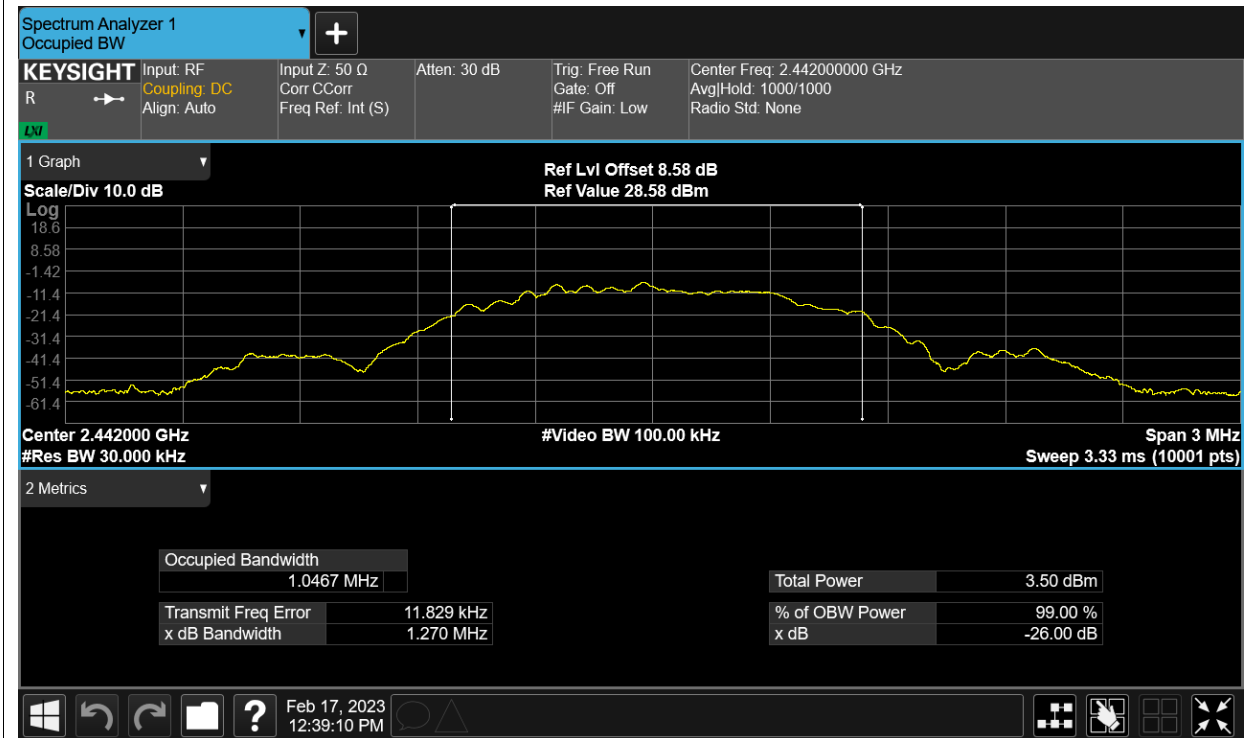 Spectrum Analyzer 1
Occupied BW
KEYSIGHT
R
LXI
Input: RF
Coupling: DC
Align: Auto
Input Z: 50 Ω
Corr CCorr
Freq Ref: Int (S)
Atten: 30 dB
Trig: Free Run
Gate: Off
#IF Gain: Low
Center Freq: 2.442000000 GHz
Avg|Hold: 1000/1000
Radio Std: None
1 Graph
Scale/Div 10.0 dB
Ref Lvl Offset 8.58 dB
Ref Value 28.58 dBm
Log
18.6
8.58
-1.42
-11.4
-21.4
-31.4
-41.4
-51.4
-61.4
Center 2.442000 GHz
#Video BW 100.00 kHz
Span 3 MHz
#Res BW 30.000 kHz
Sweep 3.33 ms (10001 pts)
2 Metrics
Occupied Bandwidth
1.0467 MHz
Total Power 3.50 dBm
Transmit Freq Error 11.829 kHz
% of OBW Power 99.00 %
x dB Bandwidth 1.270 MHz
x dB -26.00 dB
?
Feb 17, 2023
12:39:10 PM